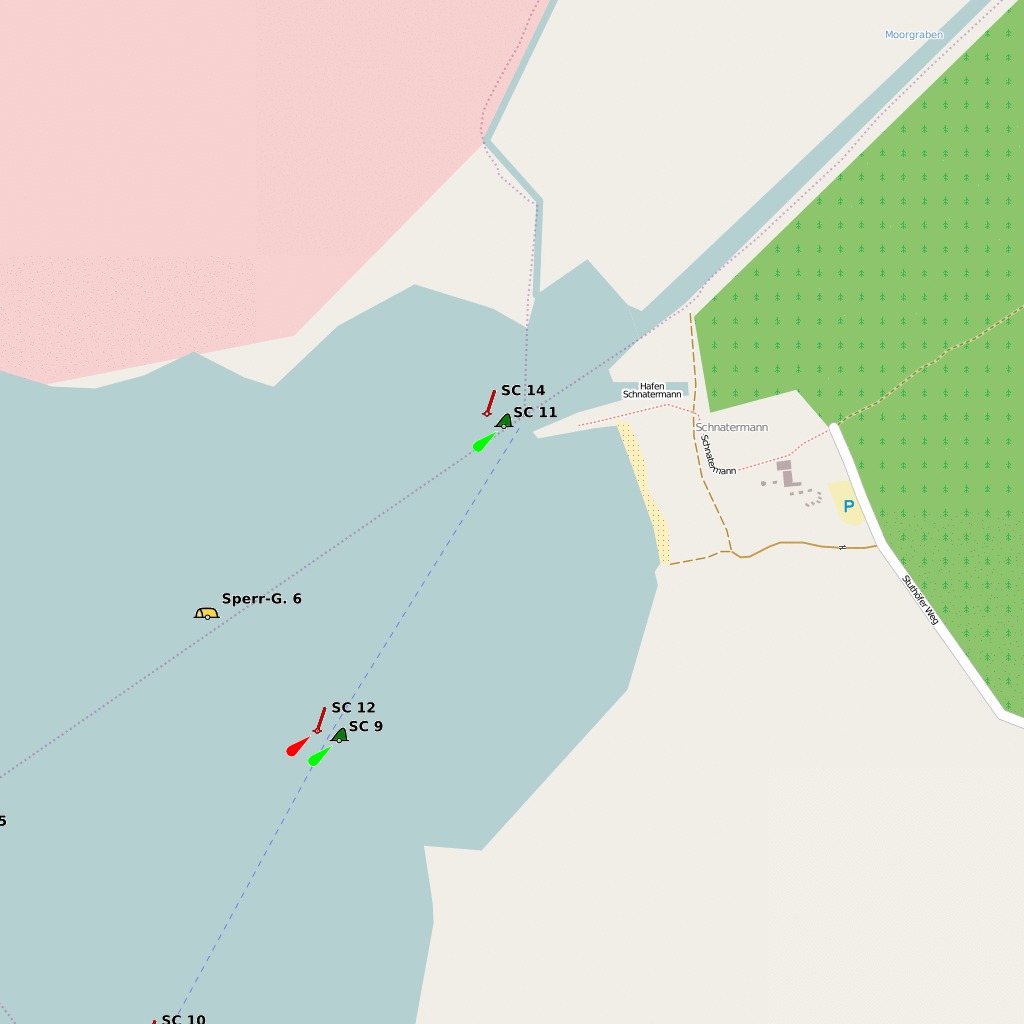 Moorgraben
SC 14
Hafen
Schnatermann
SC 11
Schnatermann
Schnatermann
P
Sperr-G. 6
Stuthöfer Weg
SC 12
SC 9
5
SC 10